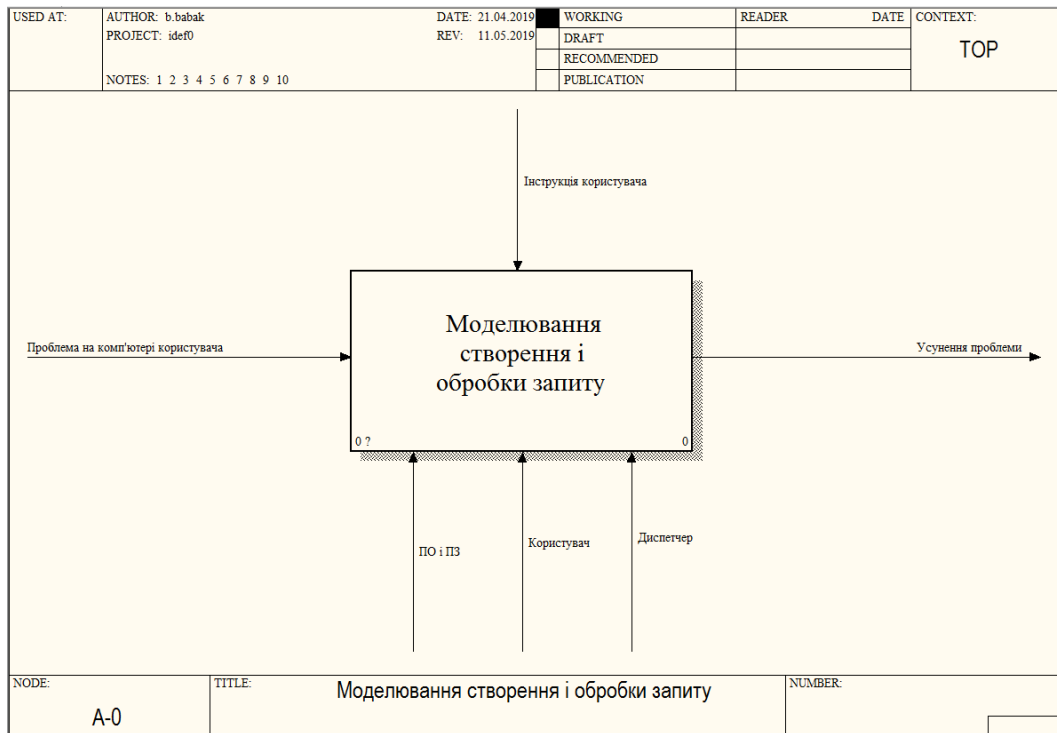 USED AT:
AUTHOR: b.babak
DATE: 21.04.2019
WORKING
READER
DATE
CONTEXT:
PROJECT: idef0
REV: 11.05.2019
DRAFT
TOP
RECOMMENDED
NOTES: 1 2 3 4 5 6 7 8 9 10
PUBLICATION
Інструкція користувача
Моделювання
створення і
обробки запиту
Проблема на комп'ютері користувача
Усунення проблеми
0 ?
0
ПО і ПЗ
Користувач
Диспетчер
NODE:
TITLE:
Моделювання створення і обробки запиту
NUMBER:
A-0